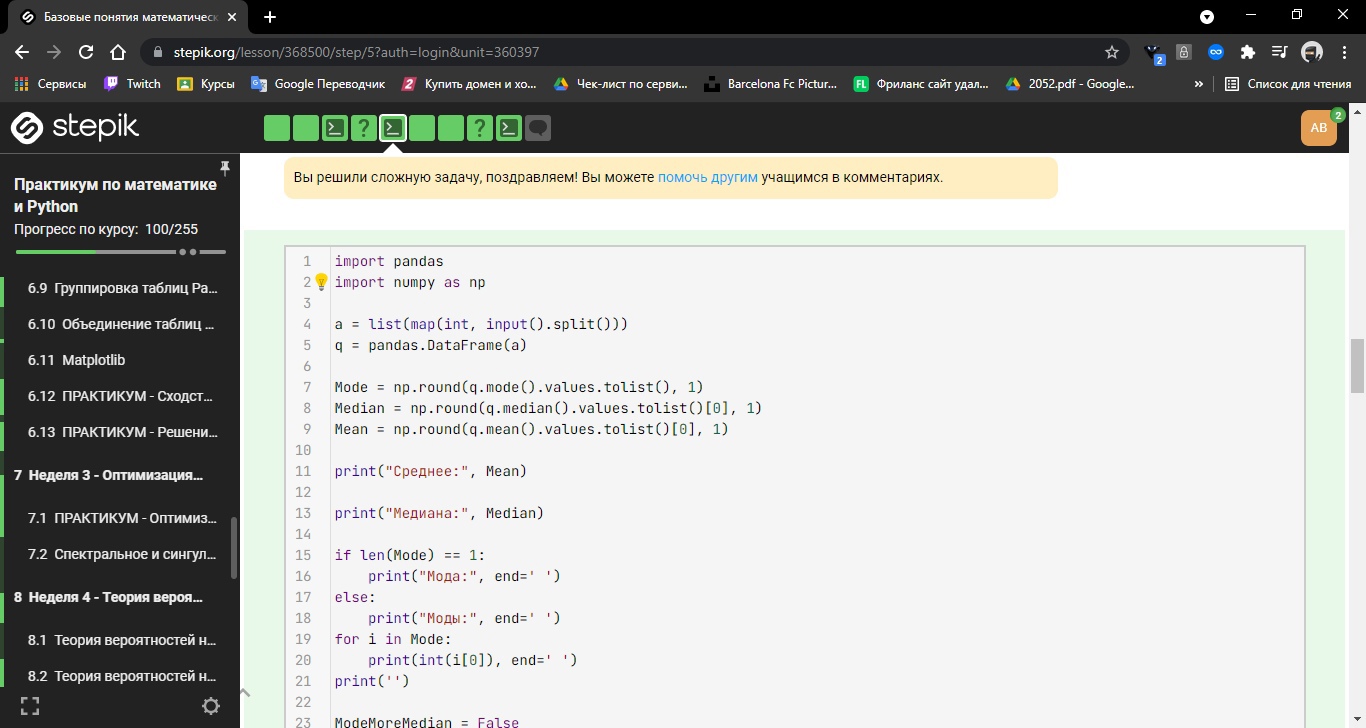 Базовые понятия математическ
stepik.org/lesson/368500/step/5?auth=login&unit=360397
2
Сервисы
Twitch
Курсы
Google Переводчик
Купить домен и хо...
Чек-лист по серви...
Barcelona Fc Pictur...
FL Фриланс сайт удал...
2052.pdf - Google...
»
Список для чтения
stepik
? ?
АВ
2
Практикум по математике
и Python
Прогресс по курсу: 100/255
6.9 Группировка таблиц Pa...
6.10 Объединение таблиц ...
6.11 Matplotlib
6.12 ПРАКТИКУМ - Сходст...
6.13 ПРАКТИКУМ - Решени...
7 Неделя 3 - Оптимизация...
7.1 ПРАКТИКУМ - Оптимиз...
7.2 Спектральное и сингул...
8 Неделя 4 - Теория вероя...
8.1 Теория вероятностей н...
8.2 Теория вероятностей н...
Вы решили сложную задачу, поздравляем! Вы можете помочь другим учащимся в комментариях.
1 import pandas
2 import numpy as np
3
4 a = list(map(int, input().split()))
5 q = pandas.DataFrame(a)
6
7 Mode = np.round(q.mode().values.tolist(), 1)
8 Median = np.round(q.median().values.tolist()[0], 1)
9 Mean = np.round(q.mean().values.tolist()[0], 1)
10
11 print("Среднее:", Mean)
12
13 print("Медиана:", Median)
14
15 if len(Mode) == 1:
16     print("Мода:", end=' ')
17 else:
18     print("Моды:", end=' ')
19 for i in Mode:
20     print(int(i[0]), end=' ')
21 print('')
22
23 ModeMoreMedian = False